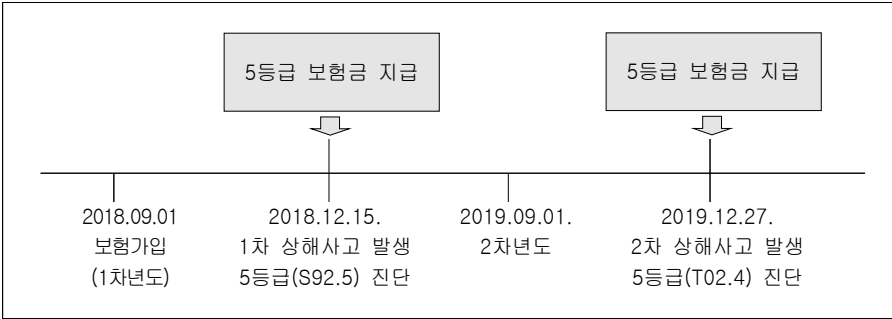 5등급 보험금 지급
5등급 보험금 지급
2018.09.01
보험가입
(1차년도)
2018.12.15.
1차 상해사고 발생
5등급(S92.5) 진단
2019.09.01.
2차년도
2019.12.27.
2차 상해사고 발생
5등급(T02.4) 진단